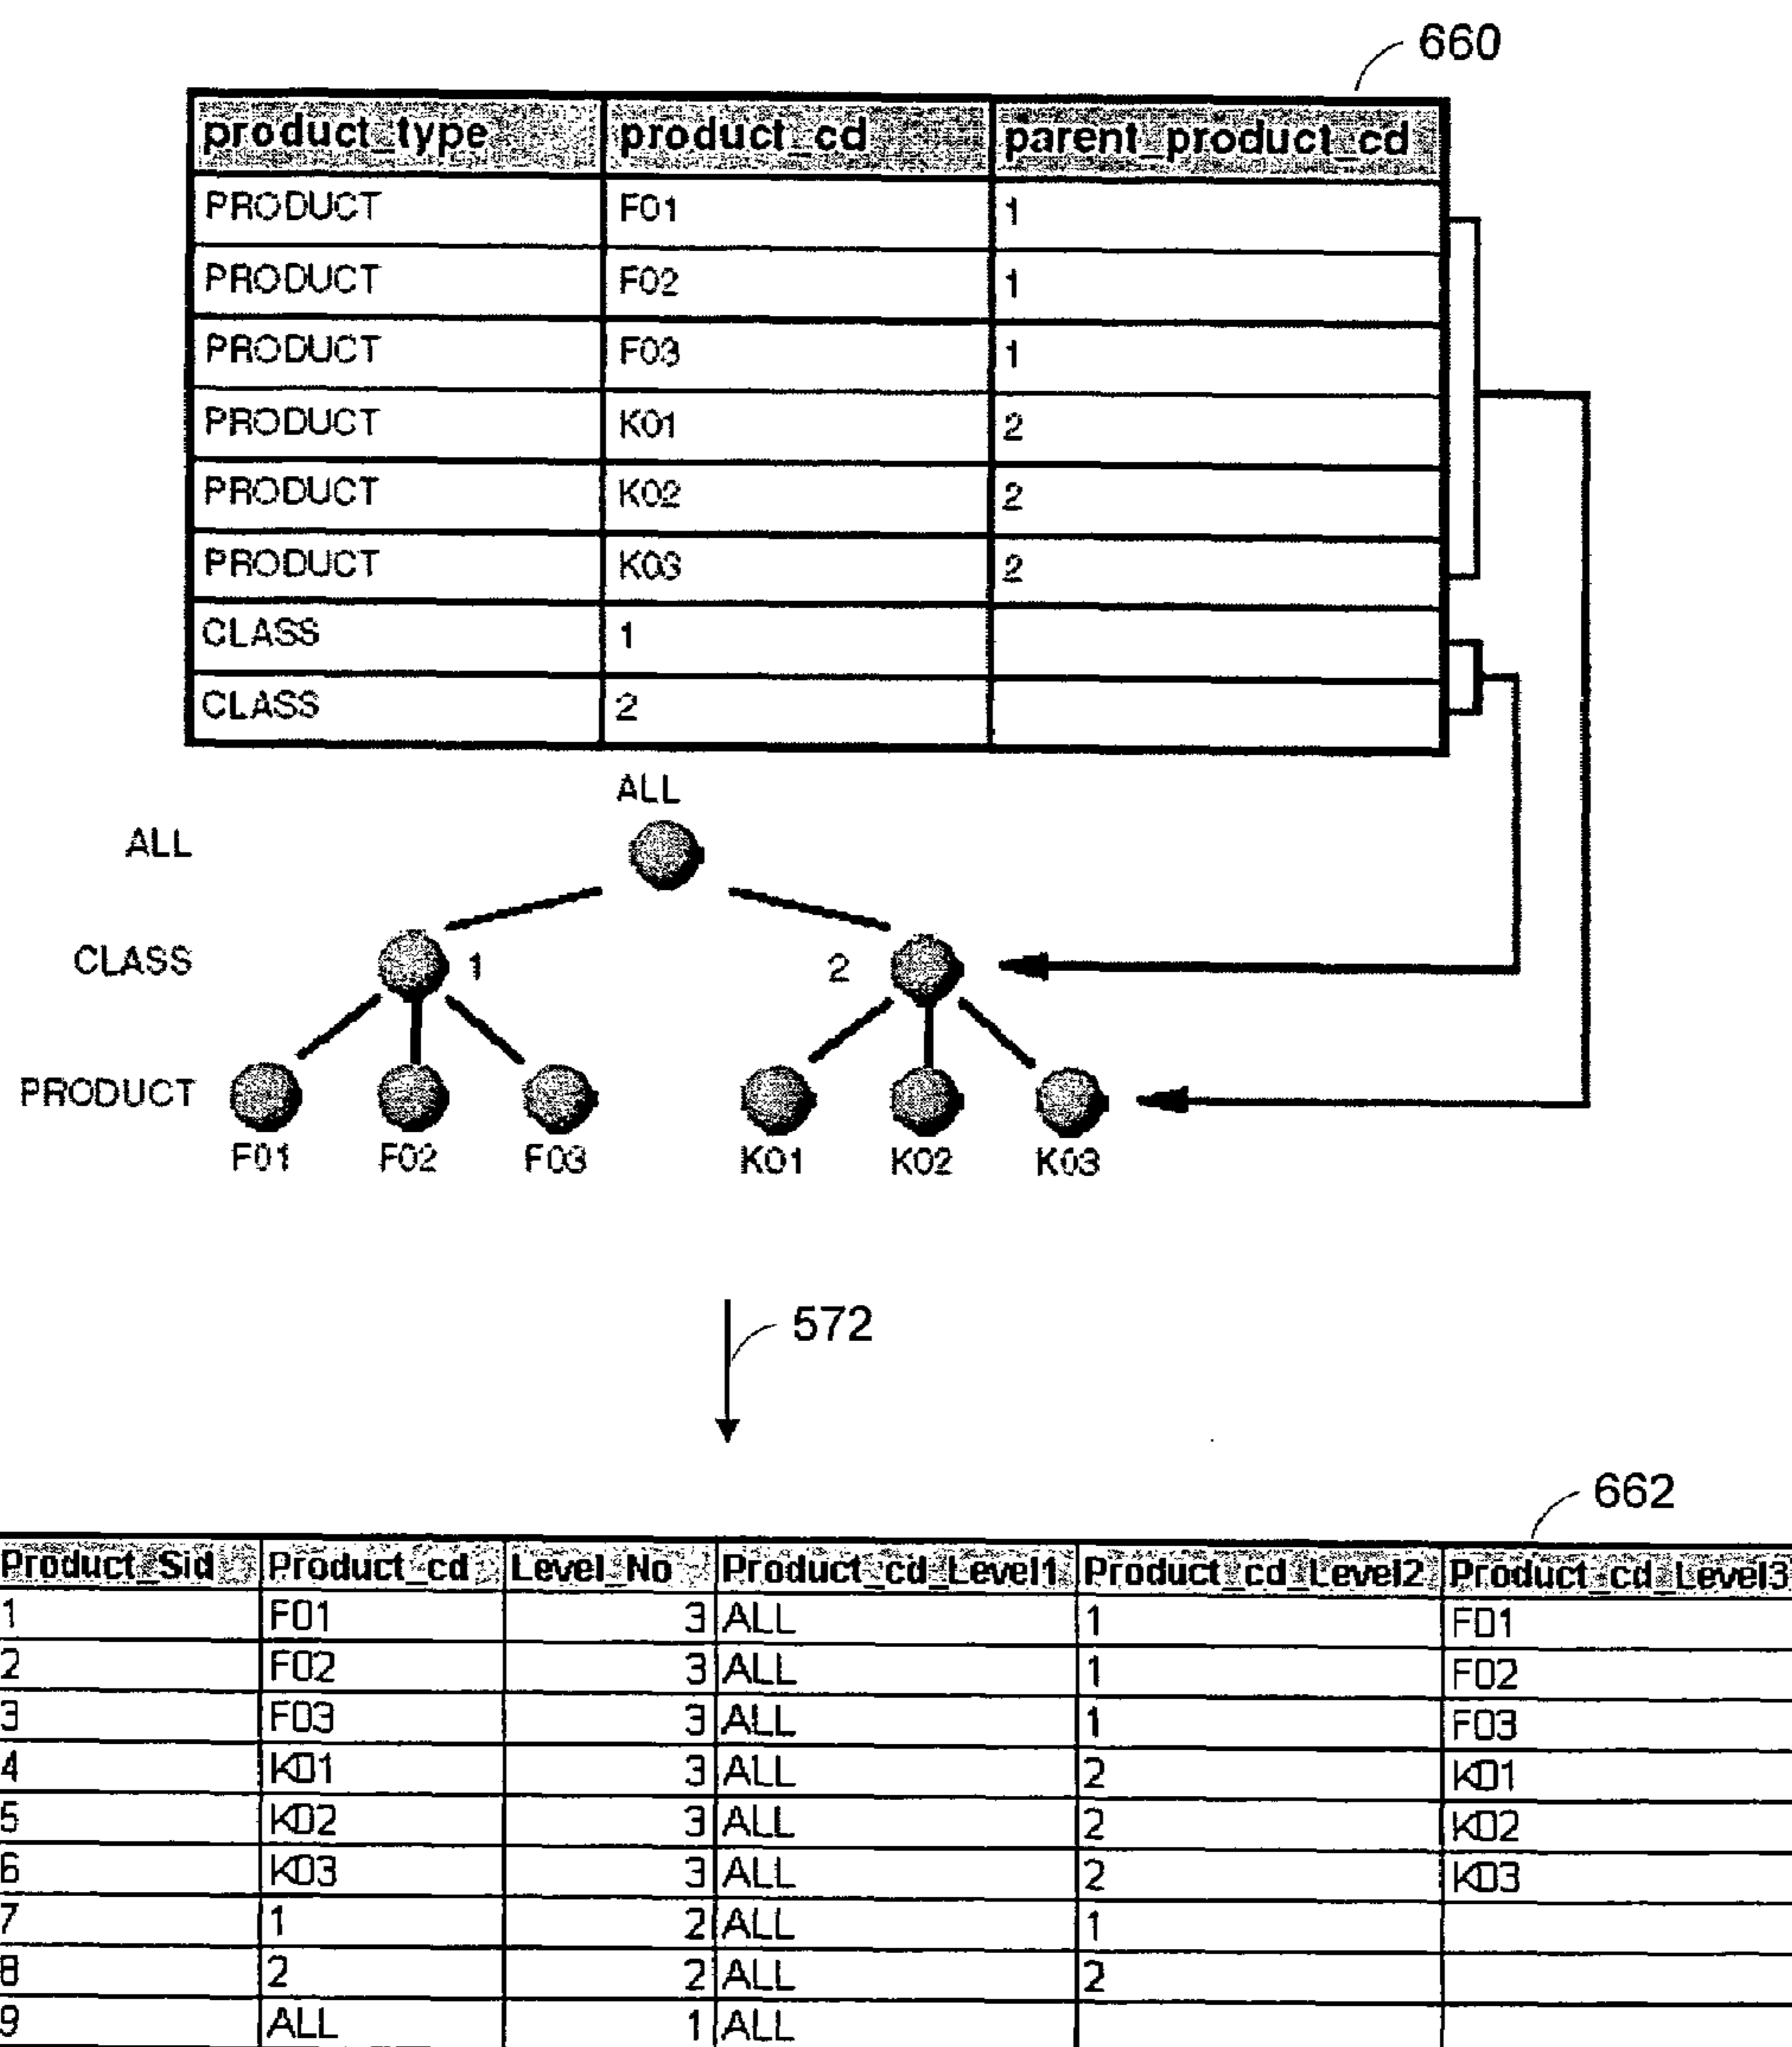 660
product_type product_cd parent_product_cd
PRODUCT F01 1
PRODUCT F02 1
PRODUCT F03 1
PRODUCT K01 2
PRODUCT K02 2
PRODUCT K03 2
CLASS 1
CLASS 2
ALL
ALL
CLASS 1 2
PRODUCT
F01 F02 F03 K01 K02 K03
572
662
Product_Sid Product_cd Level_No Product_cd_Level1 Product_cd_Level2 Product_cd_Level3
1 F01 3 ALL 1 F01
2 F02 3 ALL 1 F02
3 F03 3 ALL 1 F03
4 K01 3 ALL 2 K01
5 K02 3 ALL 2 K02
6 K03 3 ALL 2 K03
7 1 2 ALL 1
8 2 2 ALL 2
9 ALL 1 ALL